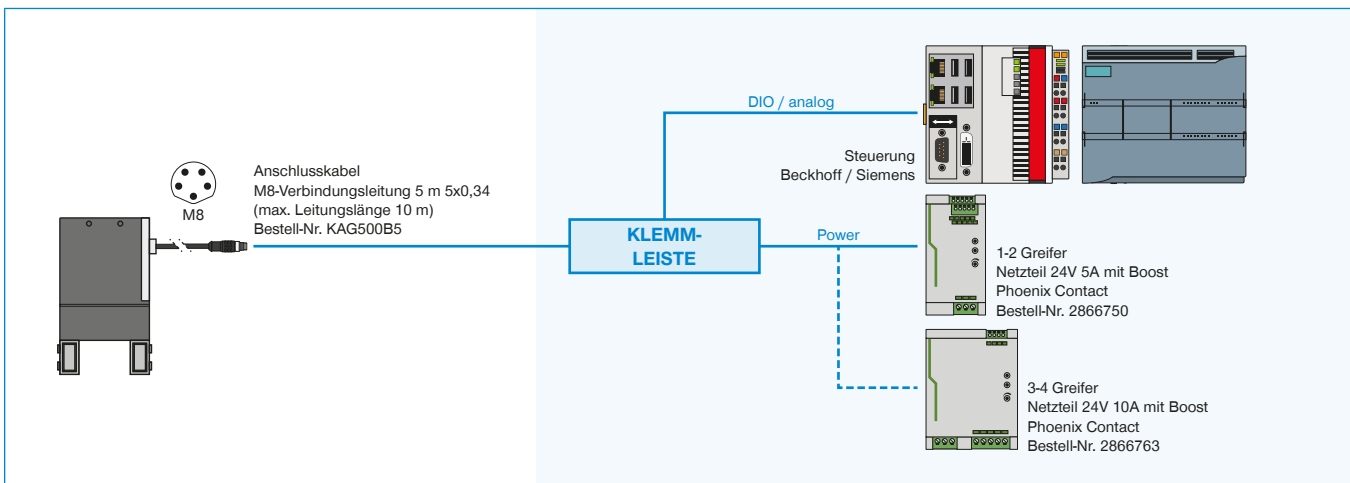 M8
Anschlusskabel
M8-Verbindungsleitung 5 m 5x0,34
(max. Leitungslänge 10 m)
Bestell-Nr. KAG500B5
KLEMM-
LEISTE
DIO / analog
Steuerung
Beckhoff / Siemens
Power
1-2 Greifer
Netzteil 24V 5A mit Boost
Phoenix Contact
Bestell-Nr. 2866750
3-4 Greifer
Netzteil 24V 10A mit Boost
Phoenix Contact
Bestell-Nr. 2866763